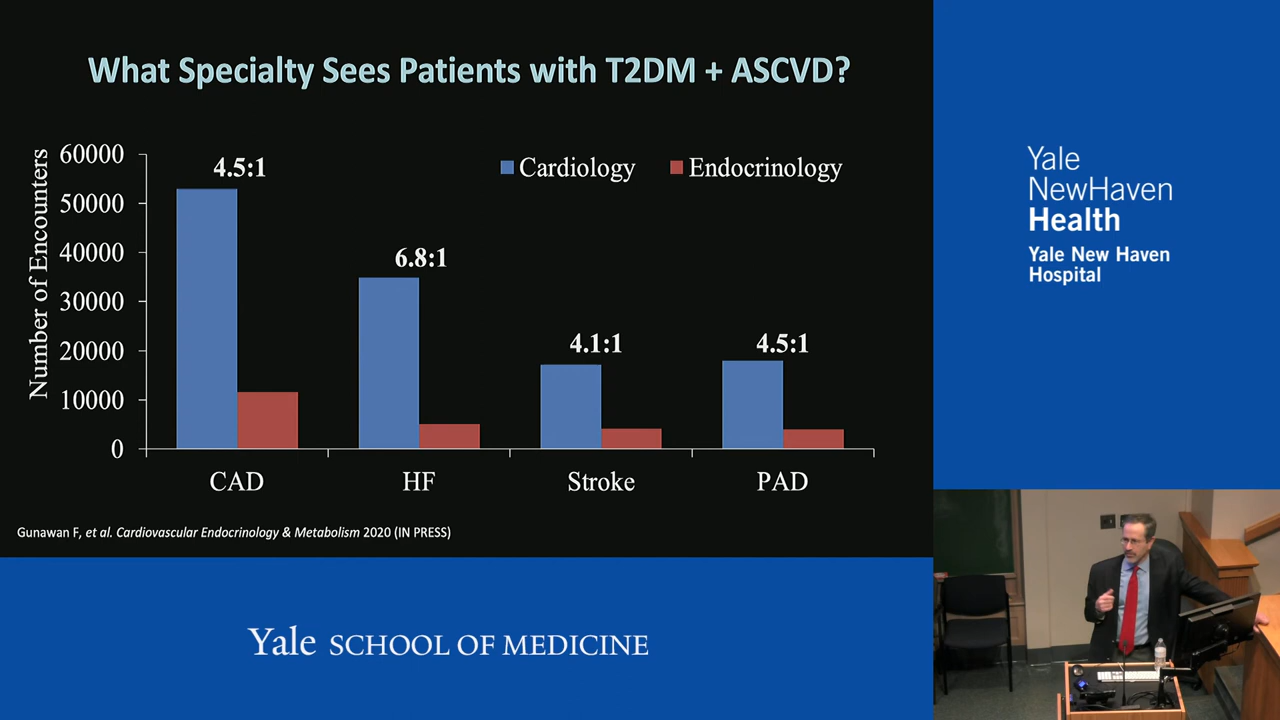 What Specialty Sees Patients with T2DM + ASCVD?
Number of Encounters
60000
50000
40000
30000
20000
10000
0
Cardiology
Endocrinology
4.5:1
6.8:1
4.1:1
4.5:1
CAD
HF
Stroke
PAD
Gunawan F, et al. Cardiovascular Endocrinology & Metabolism 2020 (IN PRESS)
Yale
NewHaven
Health
Yale New Haven
Hospital
Yale SCHOOL OF MEDICINE